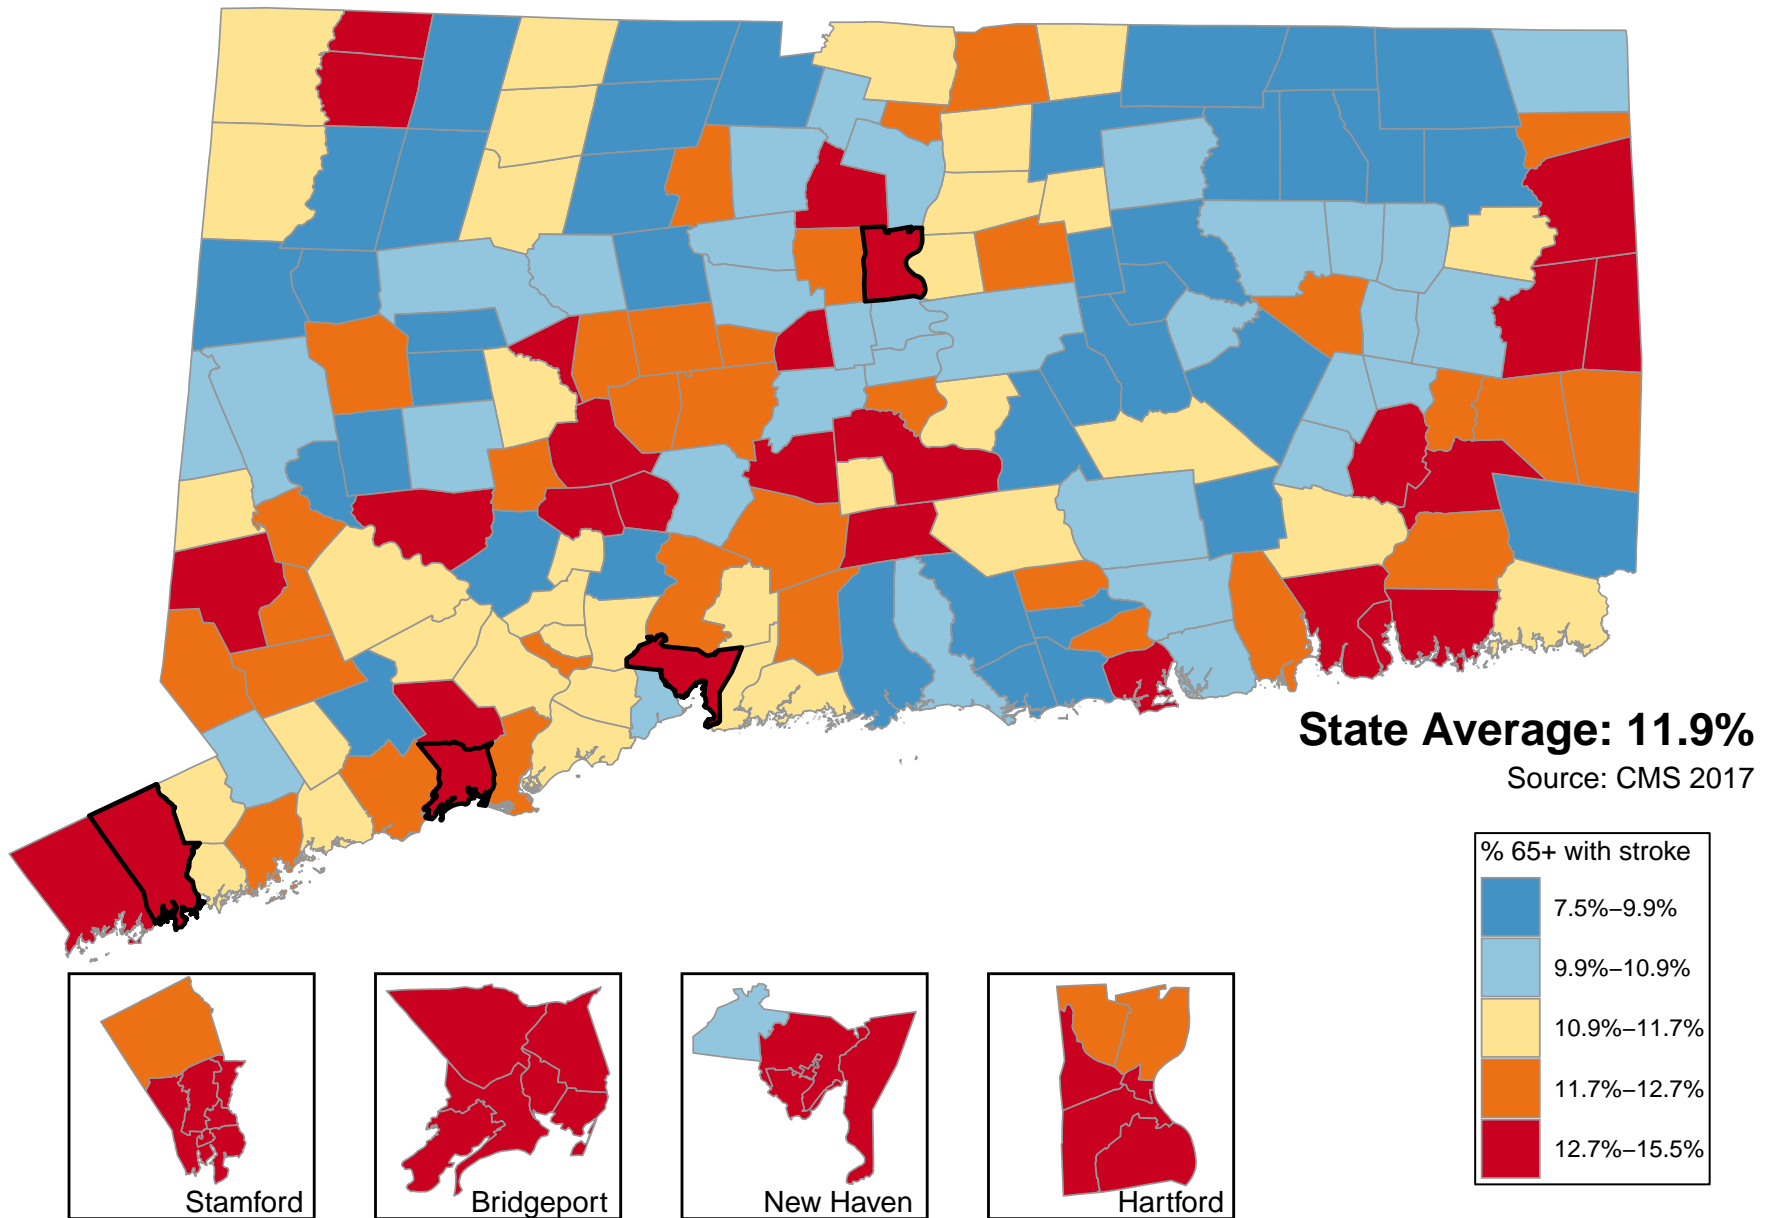 State Average: 11.9%
Source: CMS 2017
% 65+ with stroke
7.5%−9.9%
9.9%−10.9%
10.9%−11.7%
11.7%−12.7%
12.7%−15.5%
Stamford
Bridgeport
New Haven
Hartford